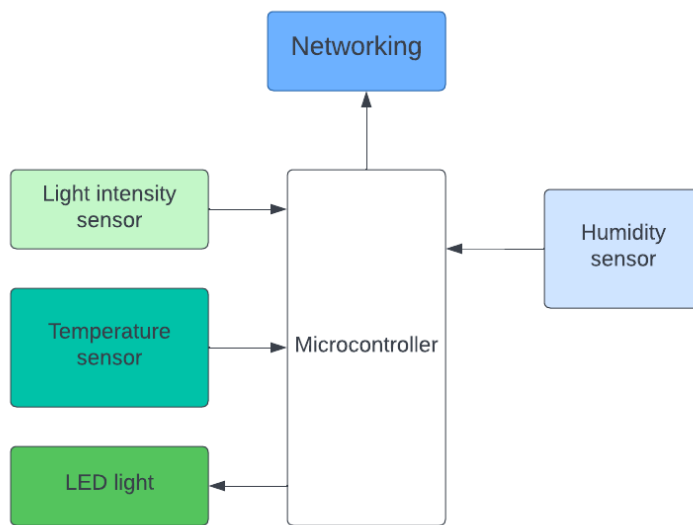 Networking
Light intensity
sensor
Humidity
sensor
Temperature
sensor
Microcontroller
LED light